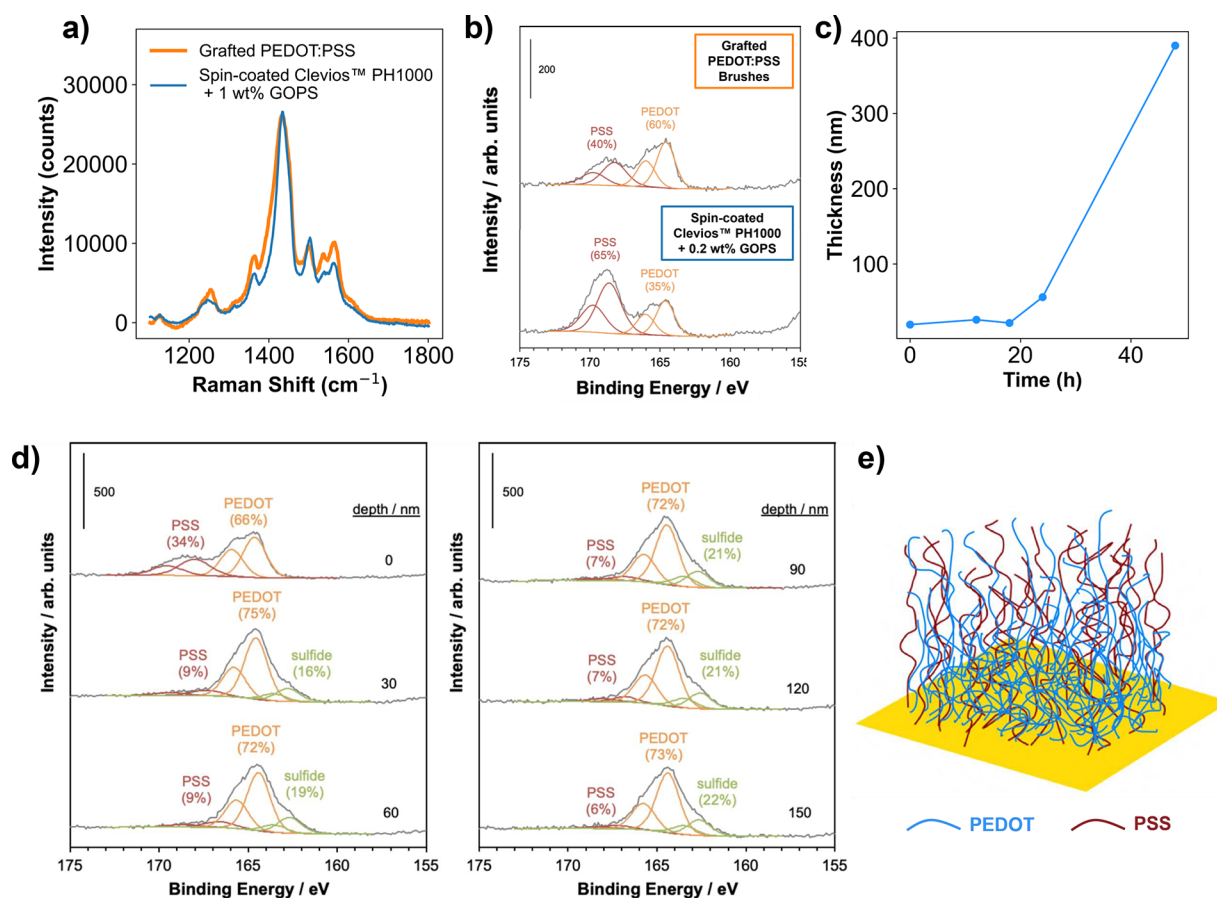 a)
Grafted PEDOT:PSS
Spin-coated Clevios™ PH1000
+ 1 wt% GOPS
Intensity (counts)
30000
20000
10000
0
1200
1400
1600
1800
Raman Shift (cm⁻¹)
b)
200
Grafted
PEDOT:PSS
Brushes
PEDOT
(60%)
PSS
(40%)
Spin-coated
Clevios™ PH1000
+ 0.2 wt% GOPS
PSS
(65%)
PEDOT
(35%)
Intensity / arb. units
175
170
165
160
155
Binding Energy / eV
c)
Thickness (nm)
400
300
200
100
0
20
40
Time (h)
d)
500
depth / nm
PEDOT
(66%)
PSS
(34%)
0
PEDOT
(75%)
PSS
(9%)
sulfide
(16%)
30
PEDOT
(72%)
PSS
(9%)
sulfide
(19%)
60
Intensity / arb. units
175
170
165
160
155
Binding Energy / eV
500
depth / nm
PEDOT
(72%)
PSS
(7%)
sulfide
(21%)
90
PEDOT
(72%)
PSS
(7%)
sulfide
(21%)
120
PEDOT
(73%)
PSS
(6%)
sulfide
(22%)
150
Intensity / arb. units
175
170
165
160
155
Binding Energy / eV
e)
PEDOT
PSS